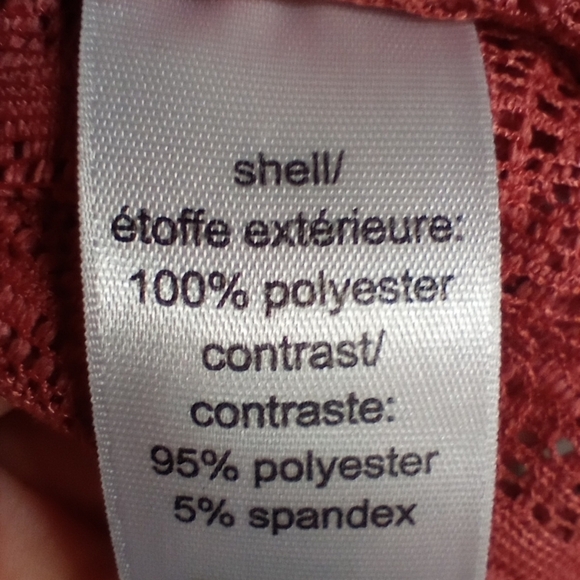 shell/
étoffe extérieure:
100% polyester
contrast/
contraste:
95% polyester
5% spandex